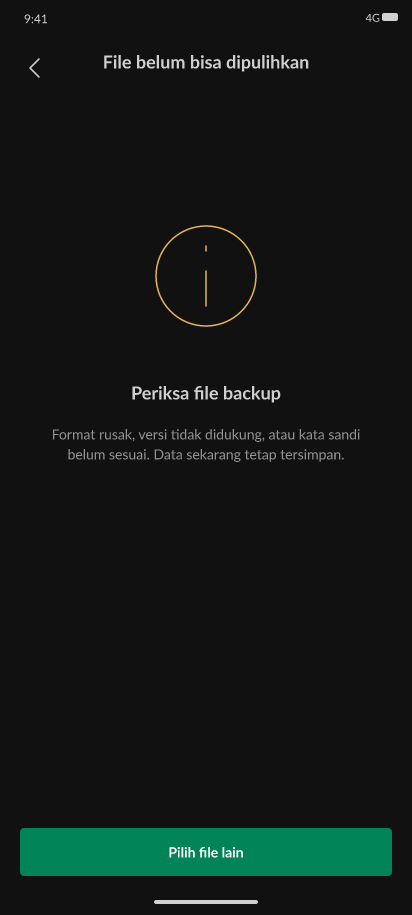 9:41
4G
File belum bisa dipulihkan
Periksa file backup
Format rusak, versi tidak didukung, atau kata sandi
belum sesuai. Data sekarang tetap tersimpan.
Pilih file lain